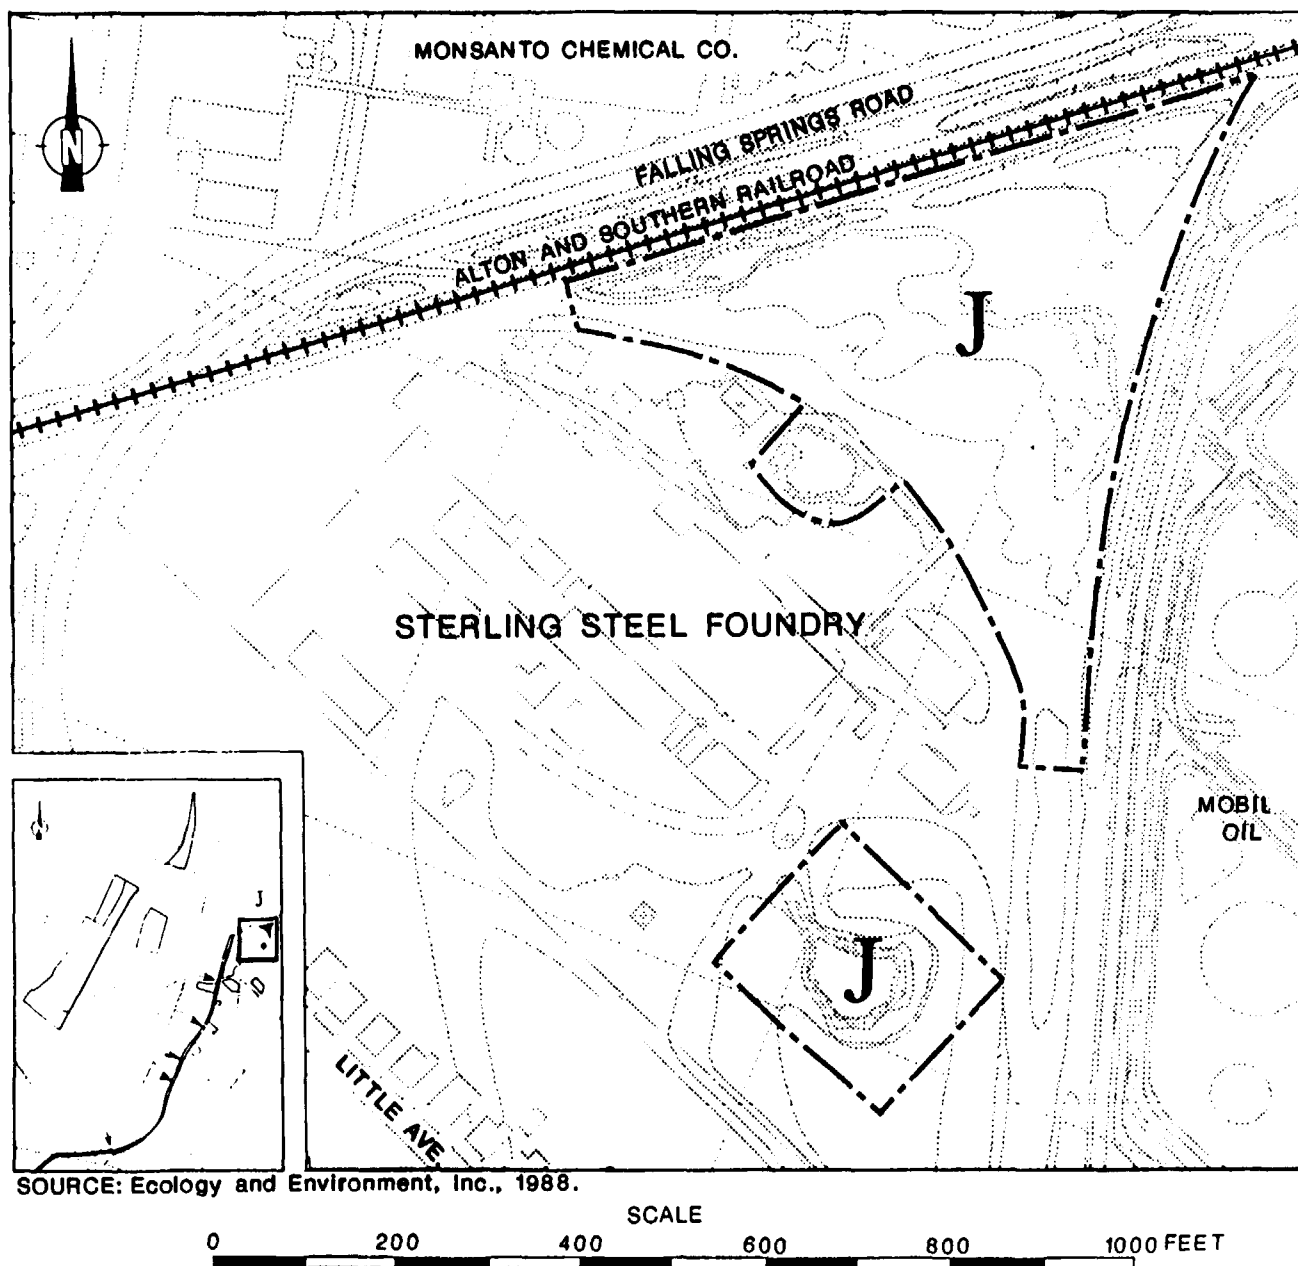 MONSANTO CHEMICAL CO.
N
FALLING SPRINGS ROAD
ALTON AND SOUTHERN RAILROAD
J
STERLING STEEL FOUNDRY
MOBIL
OIL
J
J
LITTLE AVE
SOURCE: Ecology and Environment, Inc., 1988.
SCALE
0 200 400 600 800 1000 FEET